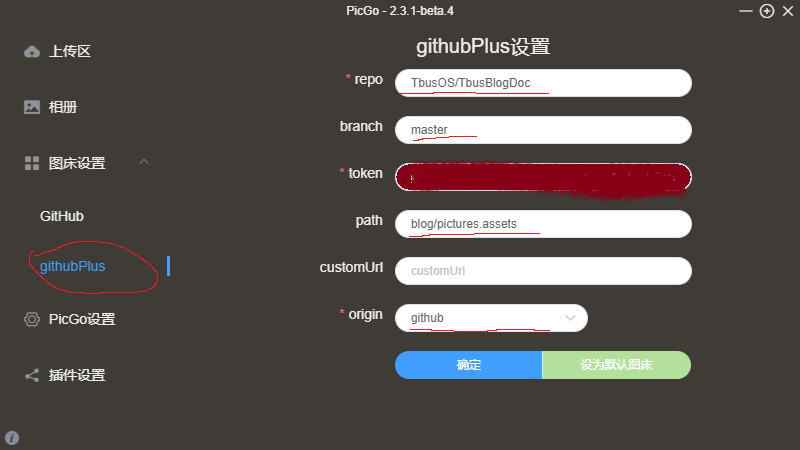 PicGo - 2.3.1-beta.4
上传区
相册
图床设置
GitHub
githubPlus
PicGo设置
插件设置
githubPlus设置
* repo
TbusOS/TbusBlogDoc
branch
master
* token
path
blog/pictures.assets
customUrl
customUrl
* origin
github
确定
设为默认图床